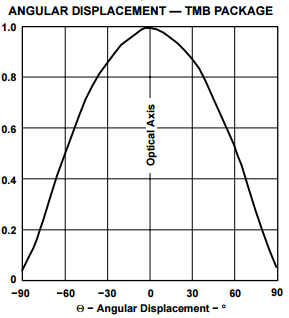 ANGULAR DISPLACEMENT — TMB PACKAGE
1.0
0.8
0.6
0.4
0.2
0
Optical Axis
−90 −60 −30 0 30 60 90
Θ − Angular Displacement − °